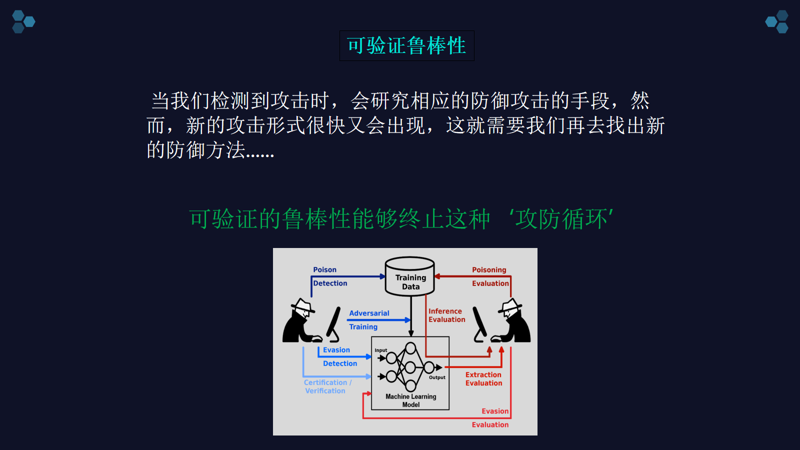 可验证鲁棒性
当我们检测到攻击时，会研究相应的防御攻击的手段，然
而，新的攻击形式很快又会出现，这就需要我们再去找出新
的防御方法......
可验证的鲁棒性能够终止这种 ‘攻防循环’
Poison
Detection
Training
Data
Poisoning
Evaluation
Adversarial
Training
Inference
Evaluation
Evasion
Detection
Input
Output
Certification /
Verification
Extraction
Evaluation
Machine Learning
Model
Evasion
Evaluation